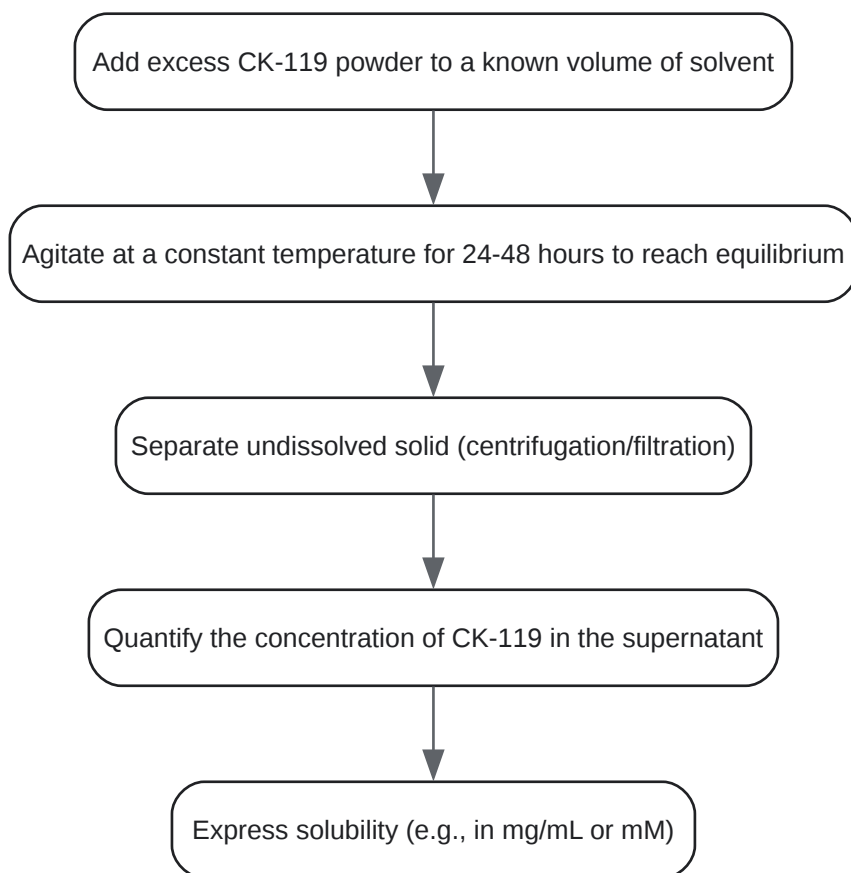 Add excess CK-119 powder to a known volume of solvent
Agitate at a constant temperature for 24-48 hours to reach equilibrium
Separate undissolved solid (centrifugation/filtration)
Quantify the concentration of CK-119 in the supernatant
Express solubility (e.g., in mg/mL or mM)